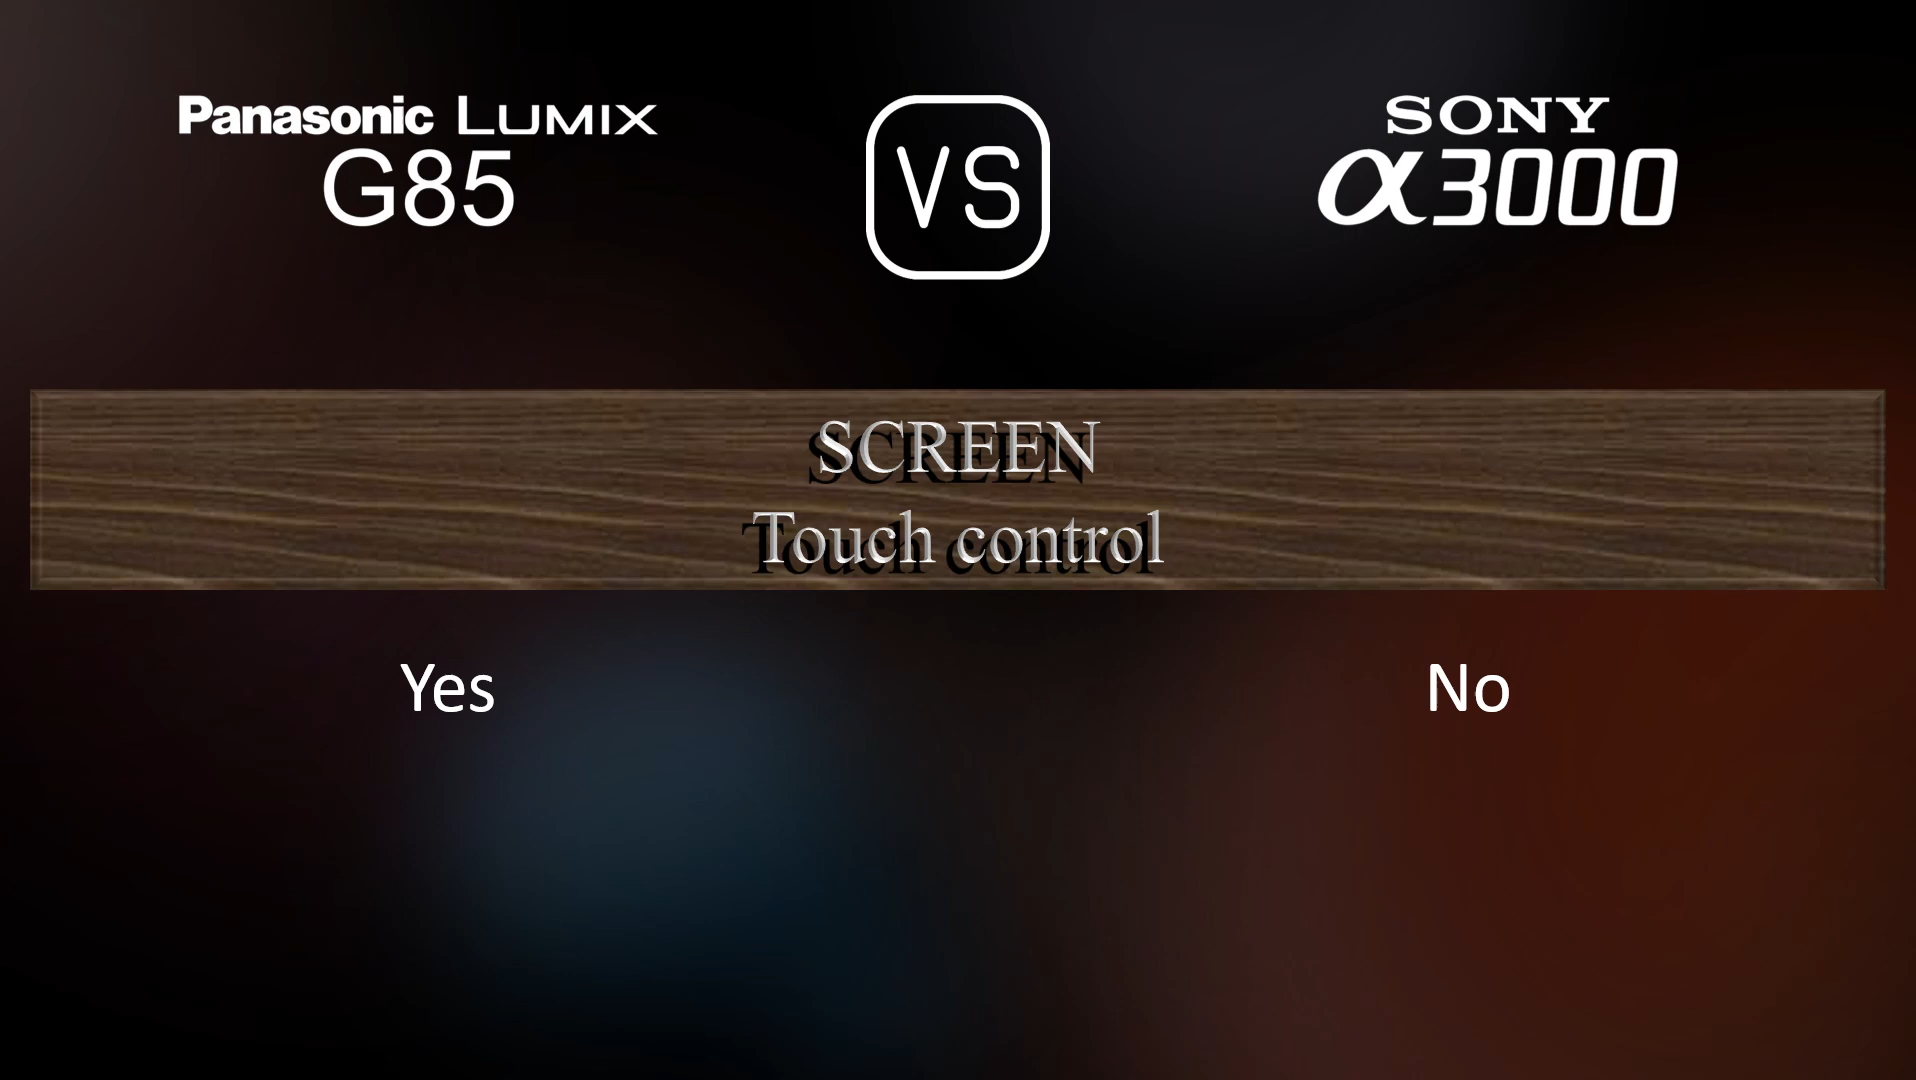 Panasonic LUMIX
G85
VS
SONY
α3000
SCREEN
Touch control
Yes
No